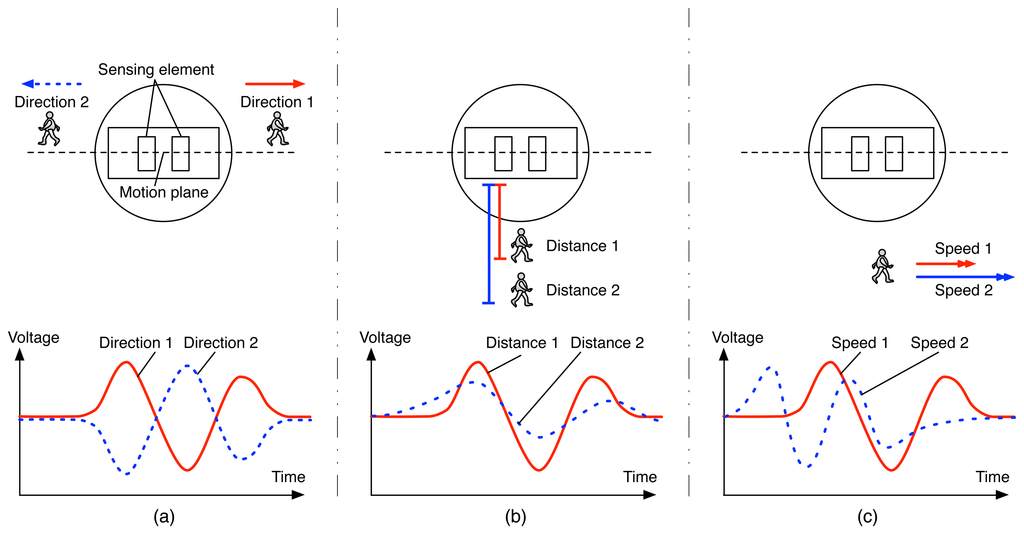 Sensing element
Direction 2
Direction 1
Motion plane
Voltage
Direction 1
Direction 2
Time
(a)
Distance 1
Distance 2
Voltage
Distance 1
Distance 2
Time
(b)
Speed 1
Speed 2
Voltage
Speed 1
Speed 2
Time
(c)